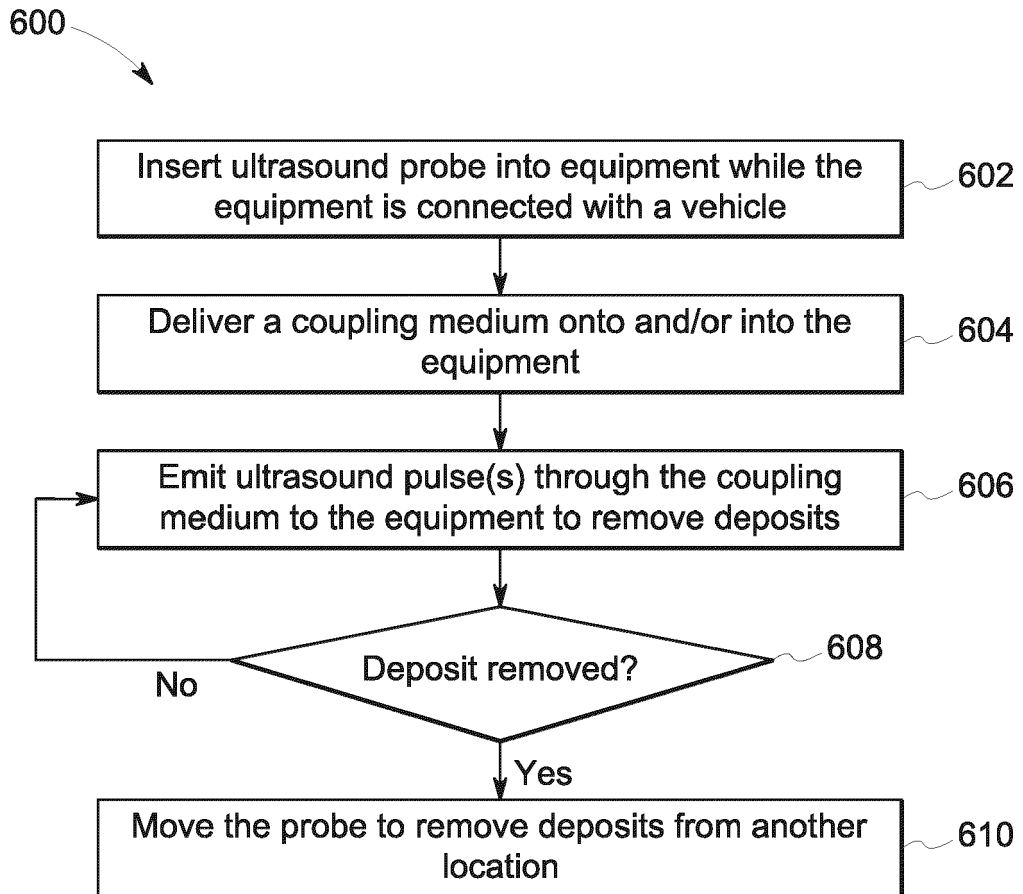 600
Insert ultrasound probe into equipment while the
equipment is connected with a vehicle
602
Deliver a coupling medium onto and/or into the
equipment
604
Emit ultrasound pulse(s) through the coupling
medium to the equipment to remove deposits
606
Deposit removed?
608
No
Yes
Move the probe to remove deposits from another
location
610